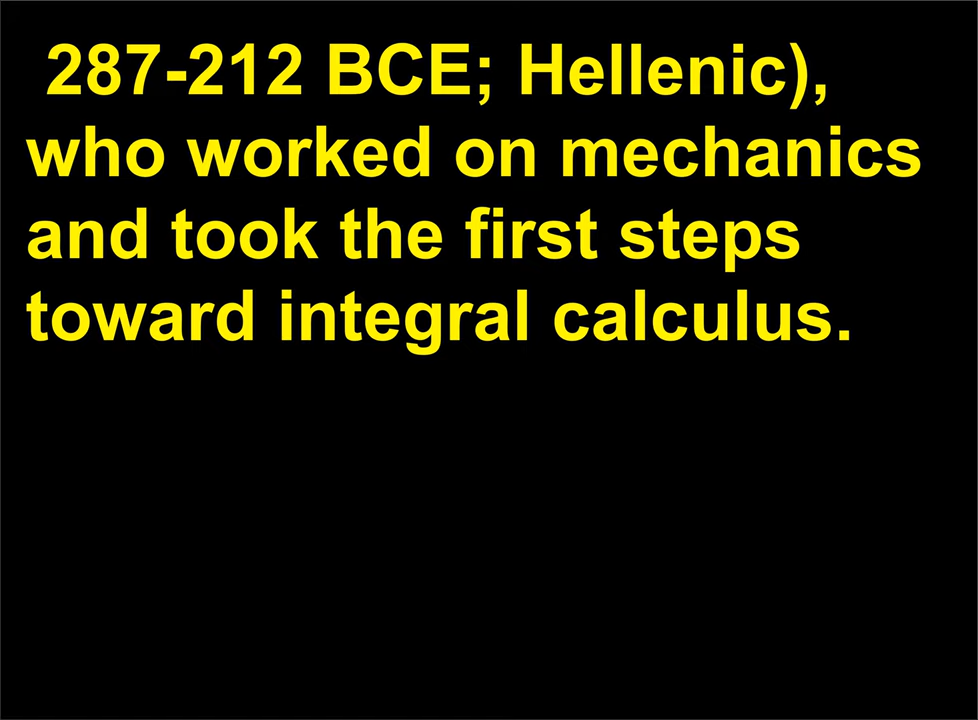 287-212 BCE; Hellenic),
who worked on mechanics
and took the first steps
toward integral calculus.